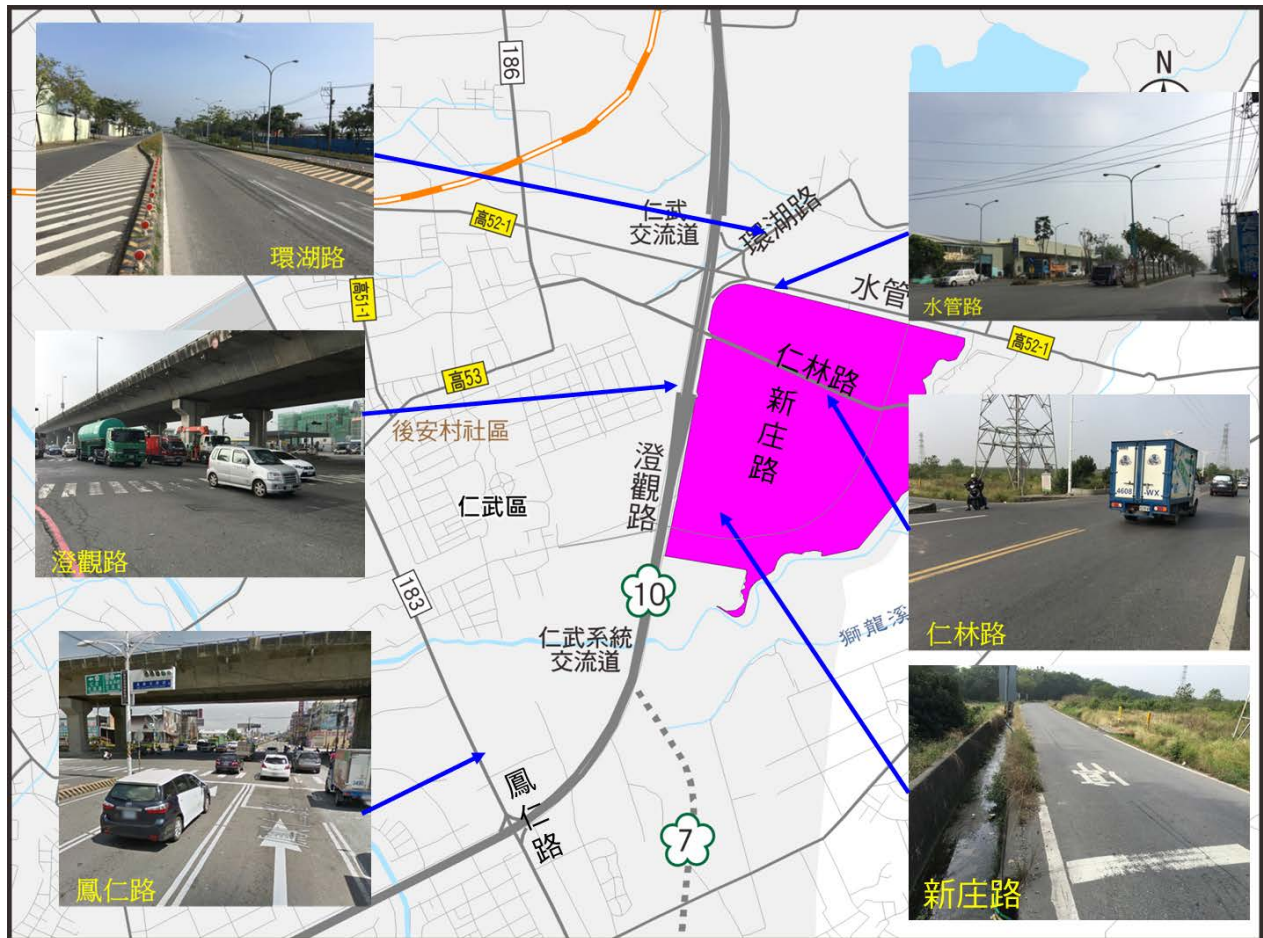 環湖路
澄觀路
鳳仁路
186
高52-1
仁武
交流道
環湖路
高51-1
高53
後安村社區
仁武區
澄觀路
10
仁武系統
交流道
183
鳳仁路
7
N
水管
高52-1
仁林路
新庄路
獅龍溪
水管路
4608-WX
仁林路
慢
新庄路